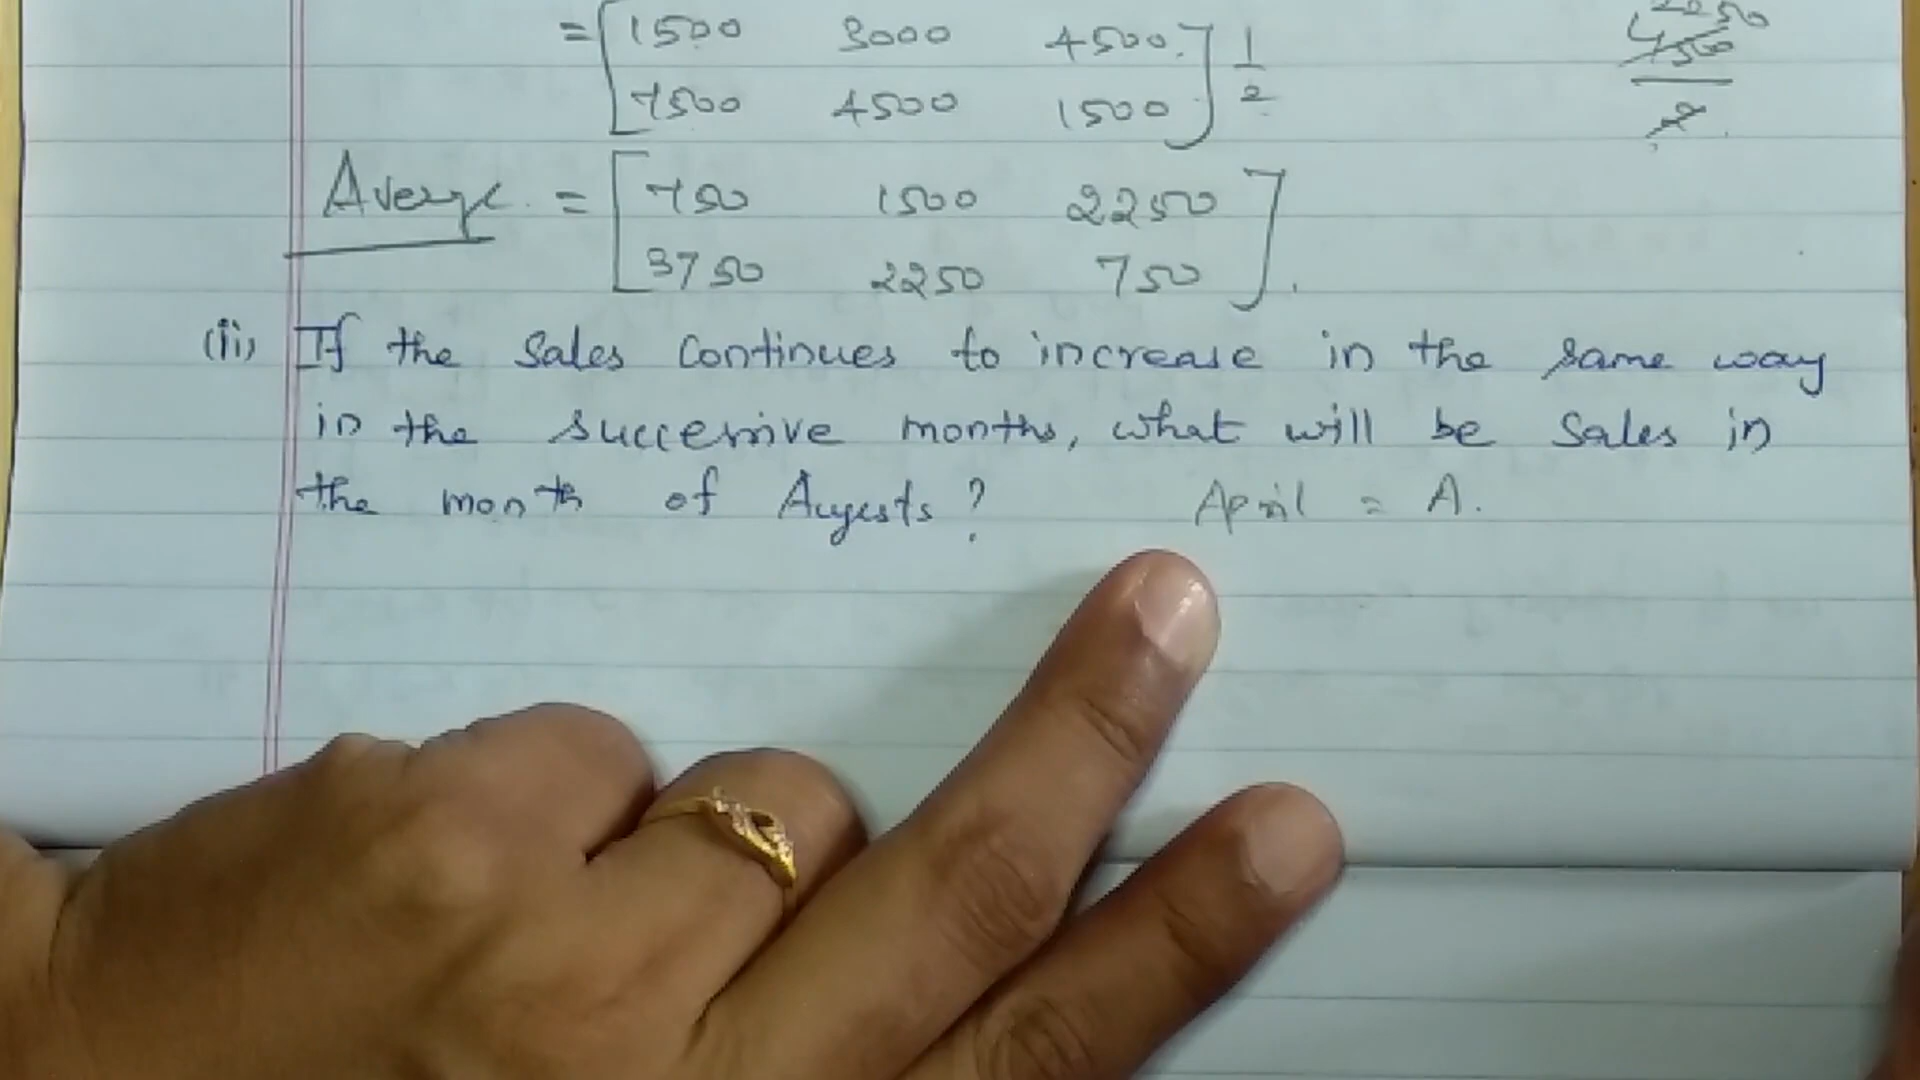 = [1500 3000 4500] 1/2
[7500 4500 1500]
Average = [750 1500 2250]
[3750 2250 750].
(ii) If the sales continues to increase in the same way
in the successive months, what will be sales in
the month of Augusts ? April = A.